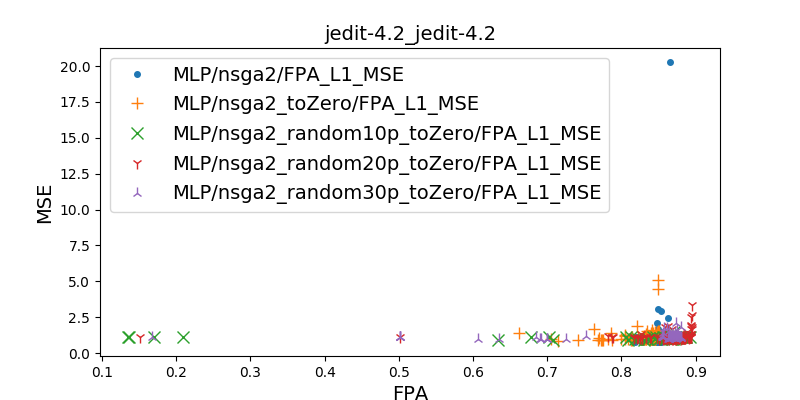 jedit-4.2_jedit-4.2
MLP/nsga2/FPA_L1_MSE
MLP/nsga2_toZero/FPA_L1_MSE
MLP/nsga2_random10p_toZero/FPA_L1_MSE
MLP/nsga2_random20p_toZero/FPA_L1_MSE
MLP/nsga2_random30p_toZero/FPA_L1_MSE
MSE
20.0
17.5
15.0
12.5
10.0
7.5
5.0
2.5
0.0
0.1 0.2 0.3 0.4 0.5 0.6 0.7 0.8 0.9
FPA